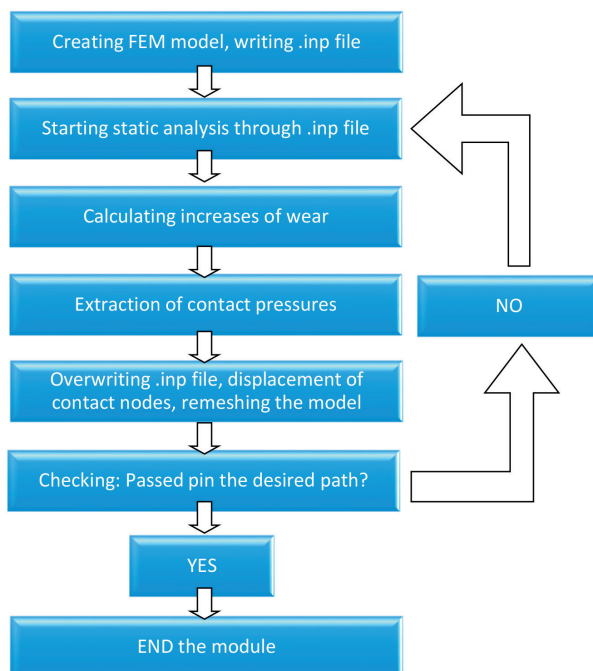 Creating FEM model, writing .inp file
Starting static analysis through .inp file
Calculating increases of wear
Extraction of contact pressures
NO
Overwriting .inp file, displacement of
contact nodes, remeshing the model
Checking: Passed pin the desired path?
YES
END the module